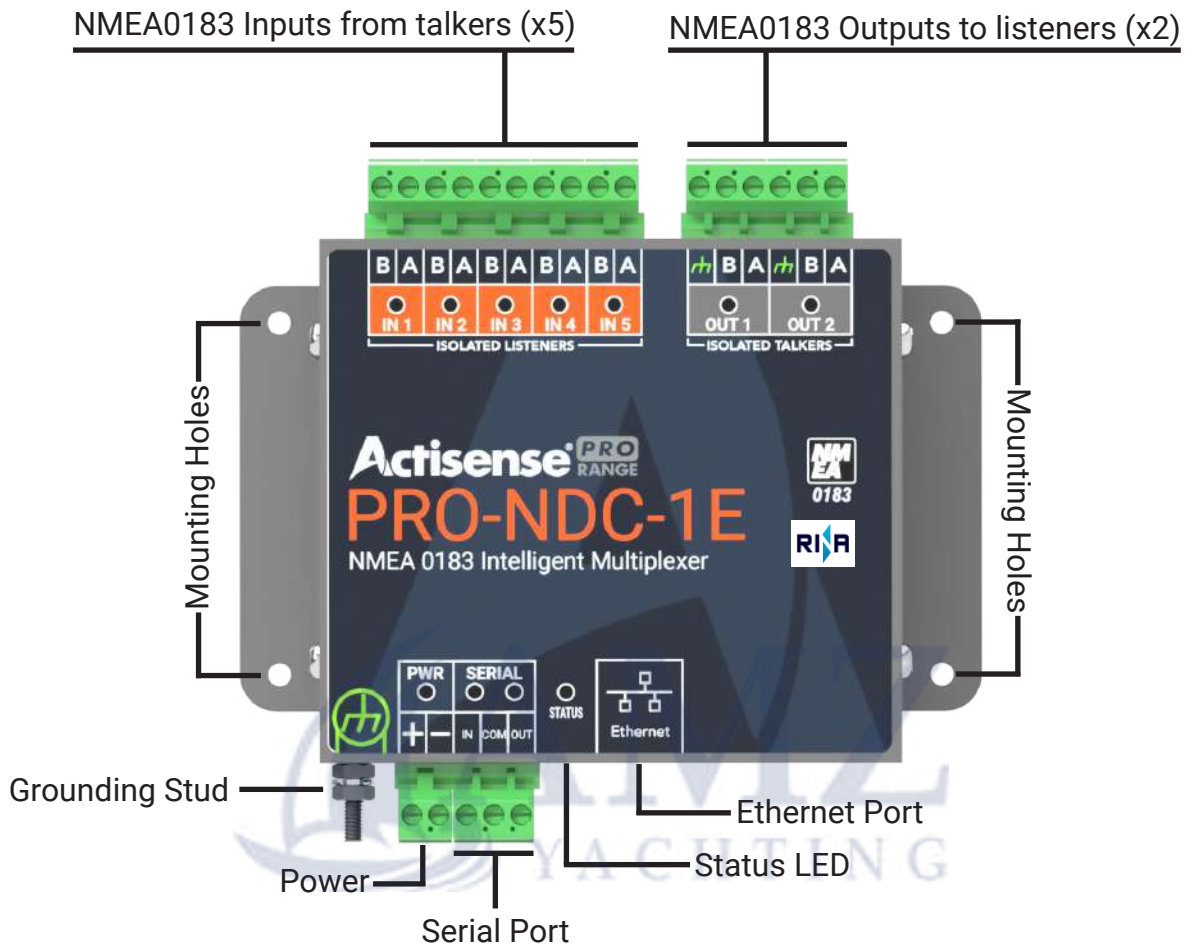 NMEA0183 Inputs from talkers (x5)
NMEA0183 Outputs to listeners (x2)
B A B A B A B A B A
B A B A
IN 1 IN 2 IN 3 IN 4 IN 5
OUT 1 OUT 2
ISOLATED LISTENERS
ISOLATED TALKERS
Mounting Holes
Mounting Holes
Actisense® PRO RANGE
PRO-NDC-1E
NMEA 0183 Intelligent Multiplexer
NMEA
0183
RINA
PWR SERIAL
STATUS
+ − IN COM OUT
Ethernet
Grounding Stud
Ethernet Port
Status LED
Power
Serial Port
AMZ
YACHTING